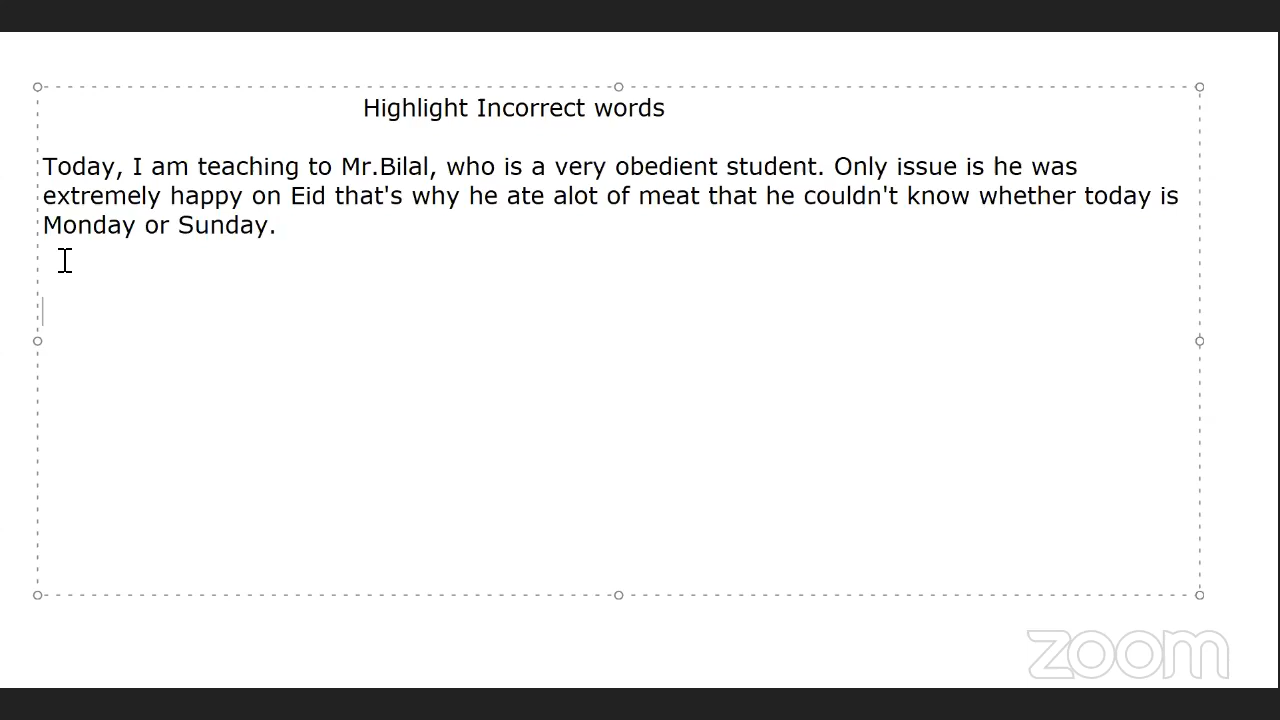 Highlight Incorrect words
Today, I am teaching to Mr.Bilal, who is a very obedient student. Only issue is he was
extremely happy on Eid that's why he ate alot of meat that he couldn't know whether today is
Monday or Sunday.
zoom